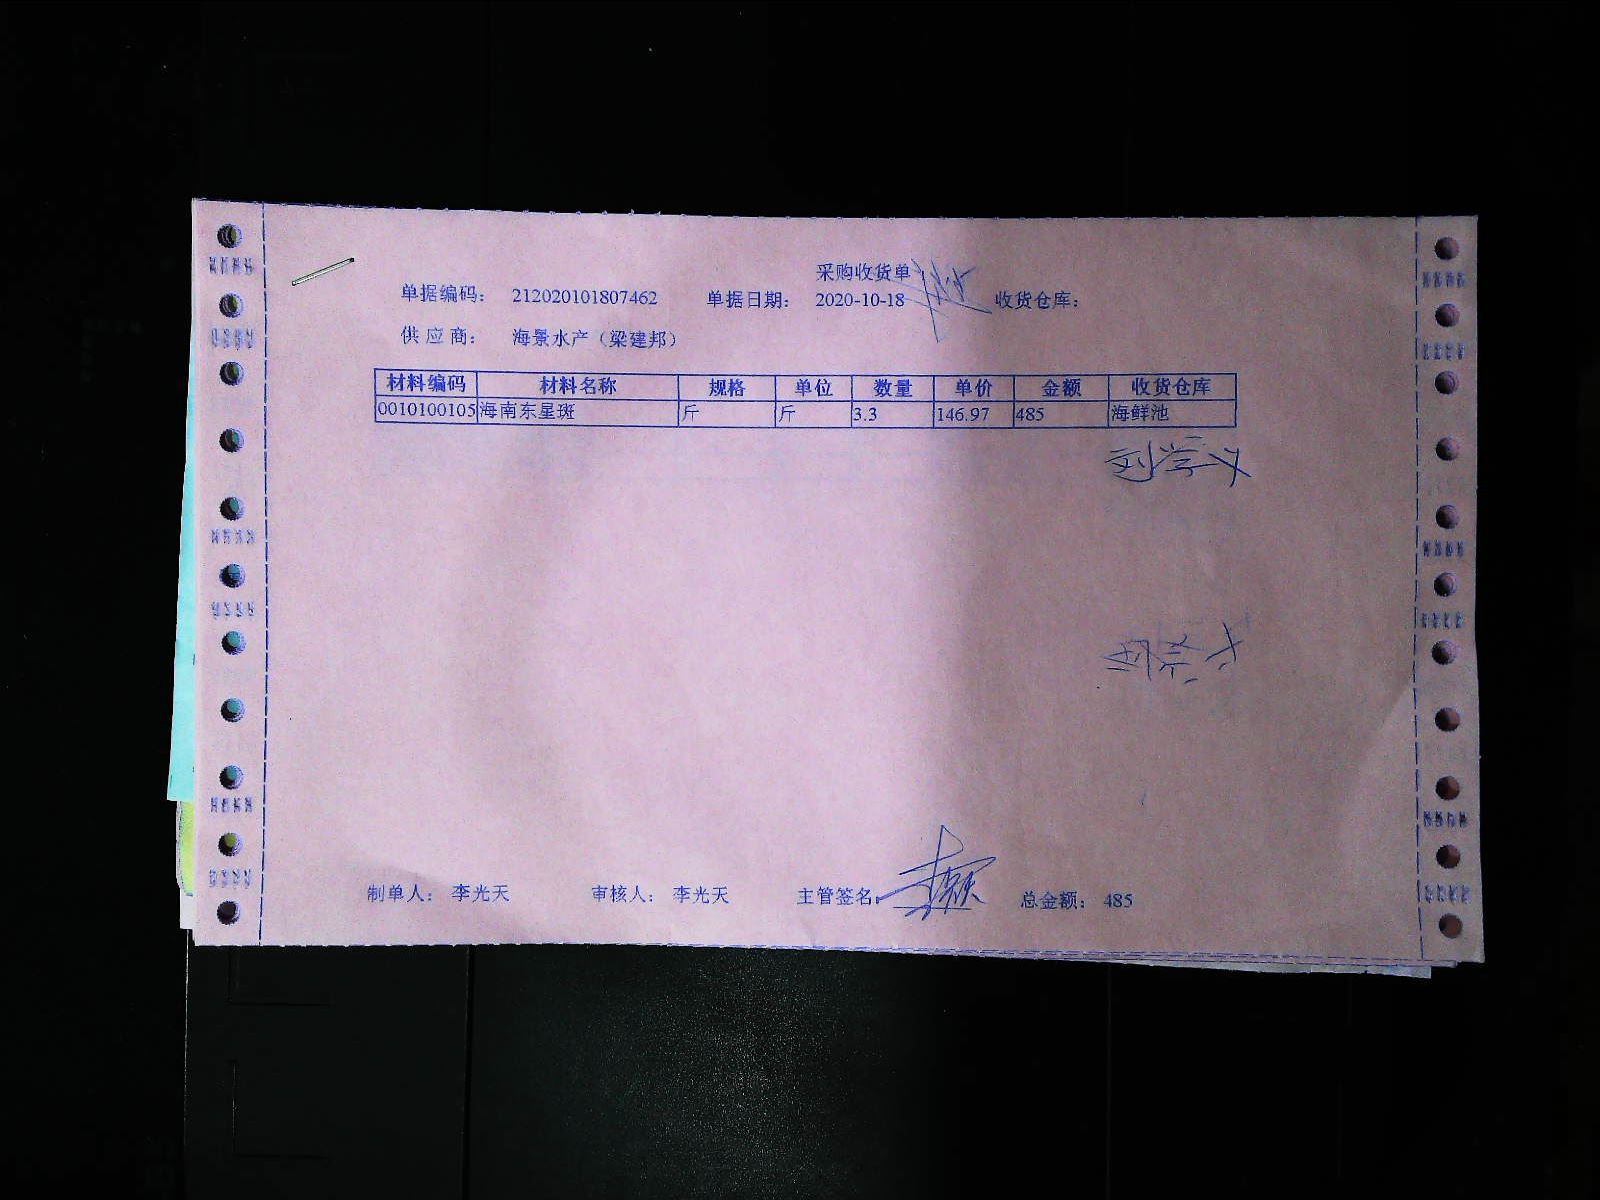 采购收货单
单据编码： 212020101807462 单据日期： 2020-10-18 收货仓库：
供 应 商： 海景水产（梁建邦）
材料编码 材料名称 规格 单位 数量 单价 金额 收货仓库
0010100105 海南东星斑 斤 斤 3.3 146.97 485 海鲜池
制单人： 李光天 审核人： 李光天 主管签名 总金额： 485